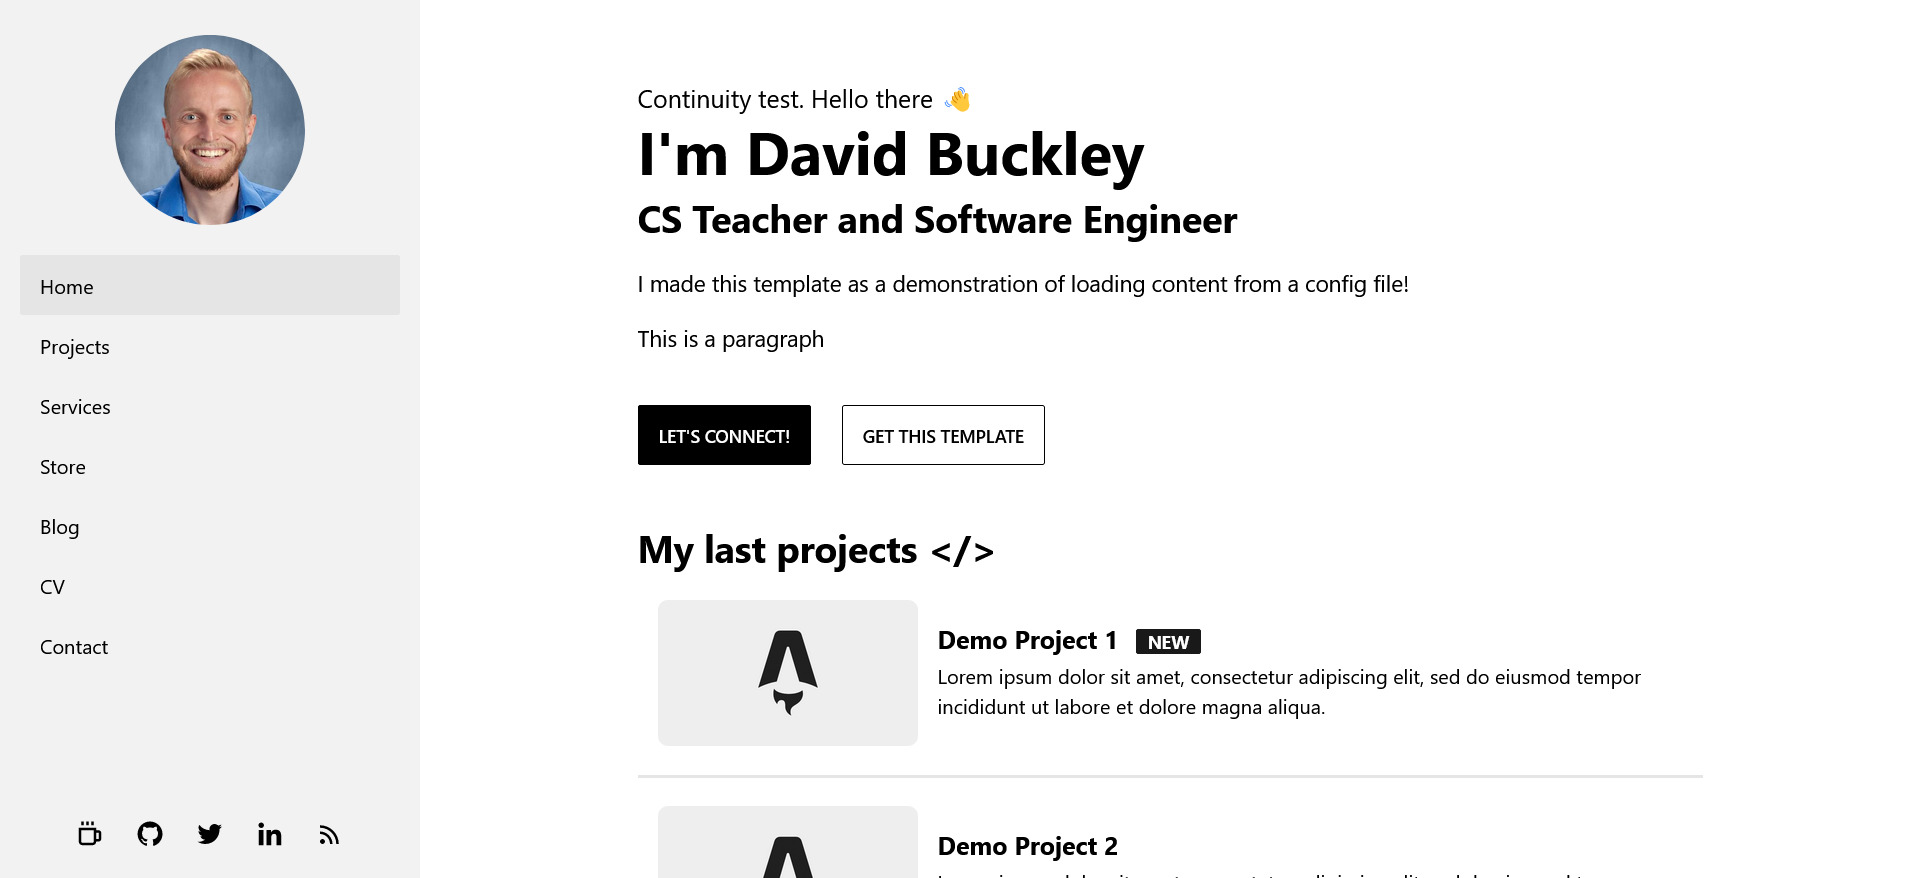 Home
Projects
Services
Store
Blog
CV
Contact
Continuity test. Hello there 👋
I'm David Buckley
CS Teacher and Software Engineer
I made this template as a demonstration of loading content from a config file!
This is a paragraph
LET'S CONNECT!
GET THIS TEMPLATE
My last projects </>
Demo Project 1 NEW
Lorem ipsum dolor sit amet, consectetur adipiscing elit, sed do eiusmod tempor
incididunt ut labore et dolore magna aliqua.
Demo Project 2